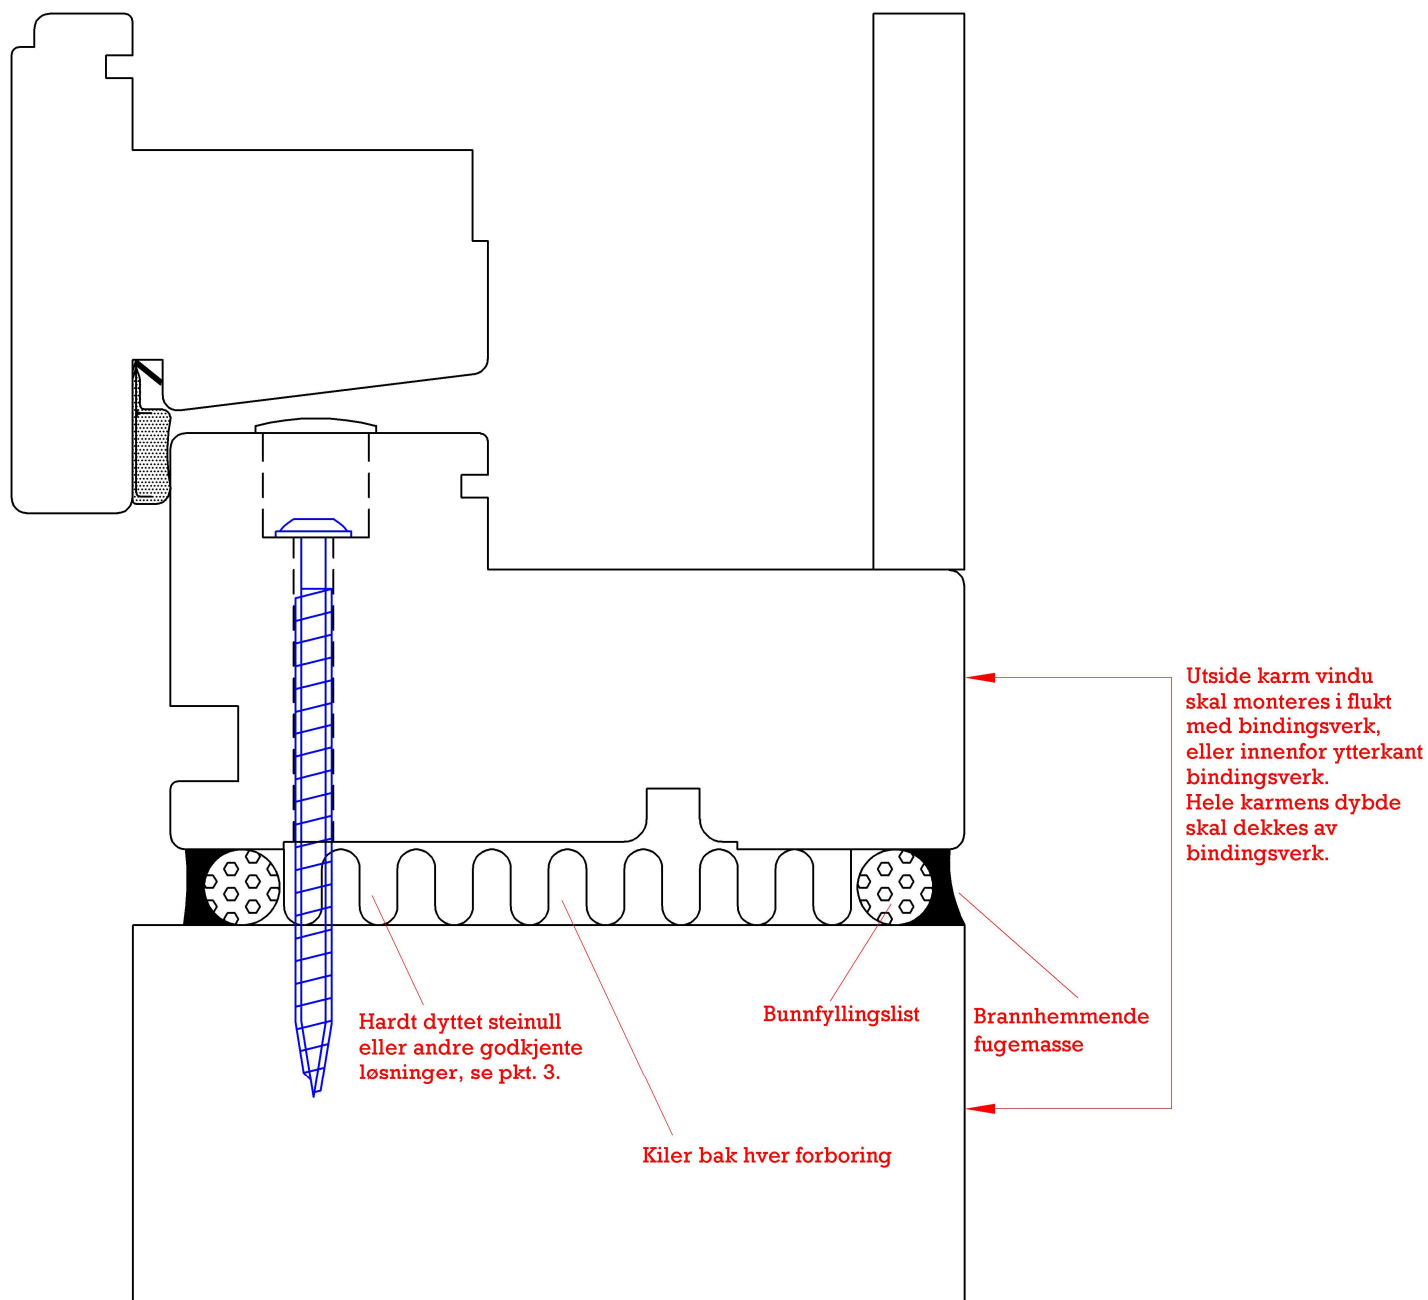 Utside karm vindu
skal monteres i flukt
med bindingsverk,
eller innenfor ytterkant
bindingsverk.
Hele karmens dybde
skal dekkes av
bindingsverk.
Hardt dyttet steinull
eller andre godkjente
løsninger, se pkt. 3.
Bunnfyllingslist
Brannhemmende
fugemasse
Kiler bak hver forboring